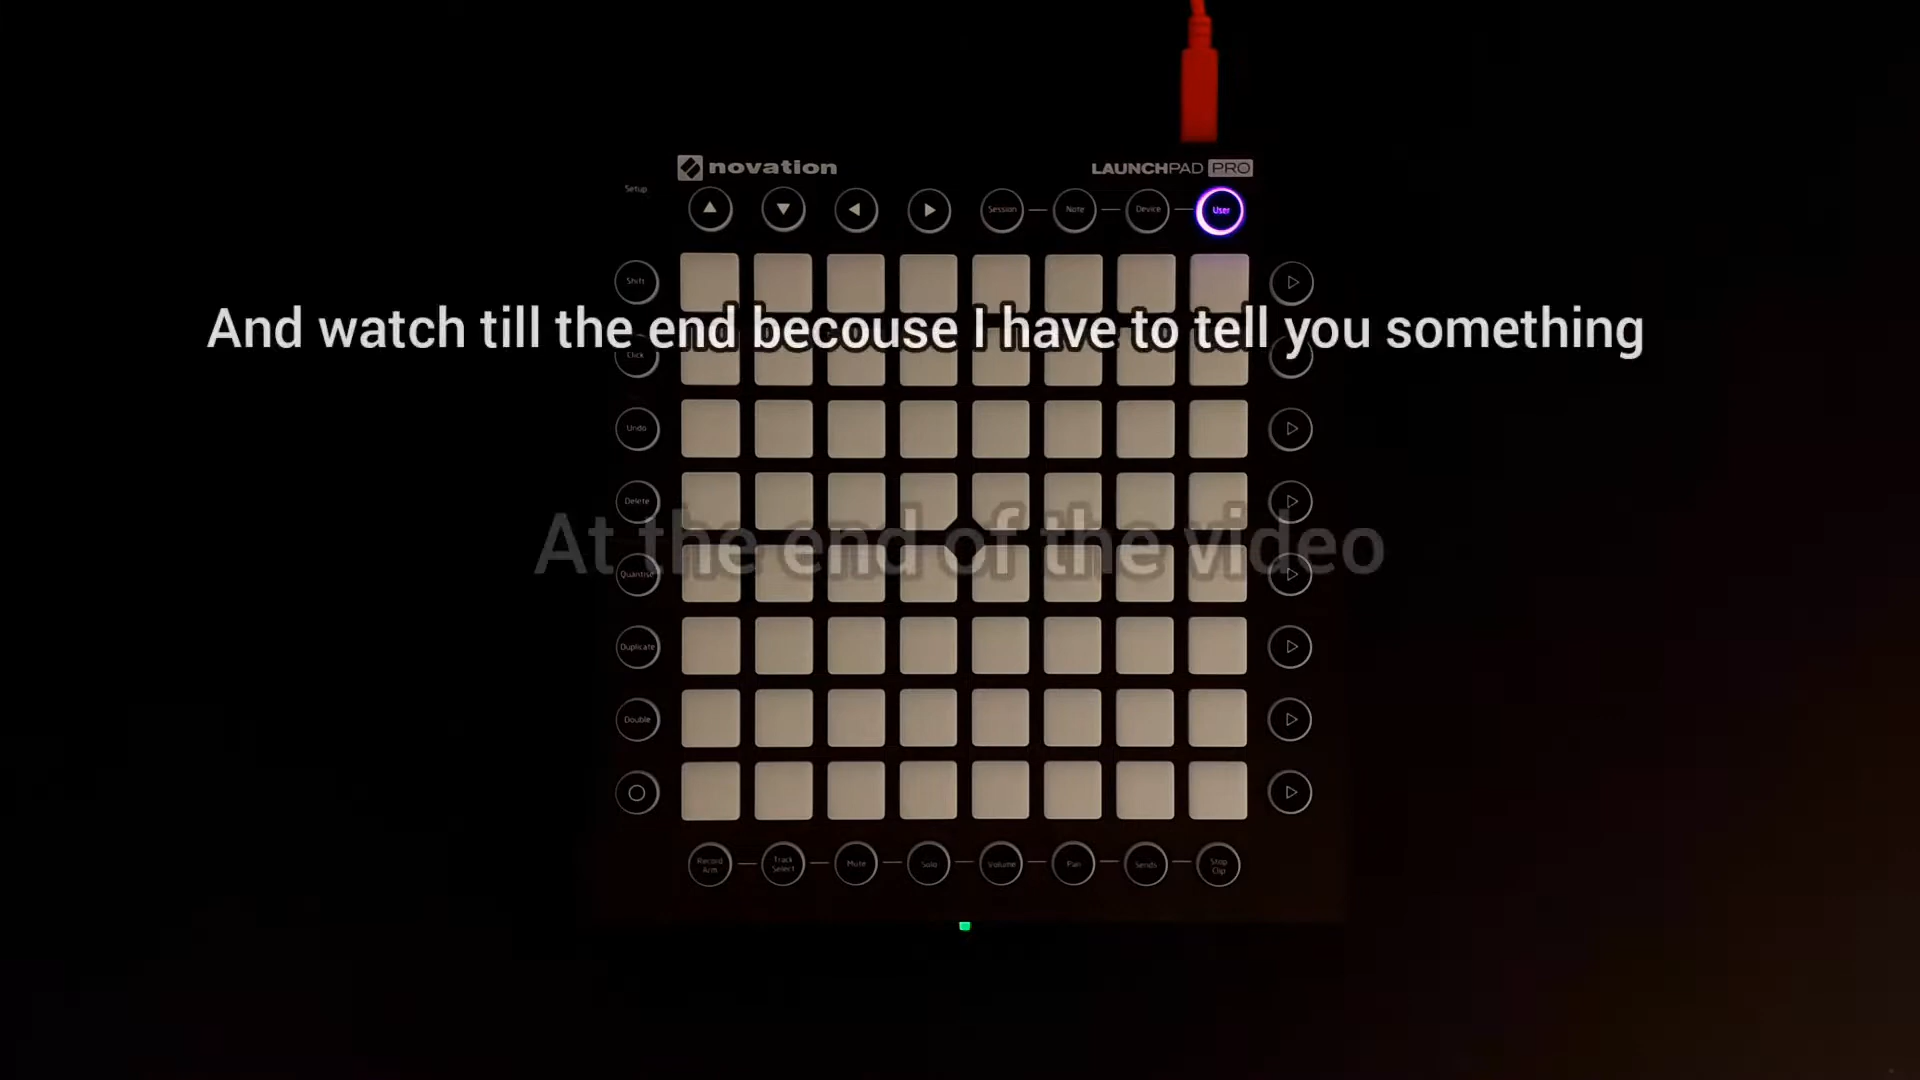 novation
LAUNCHPAD PRO
Setup
Session
Note
Device
User
Shift
And watch till the end becouse I have to tell you something
Click
Undo
Delete
At the end of the video
Quantise
Duplicate
Double
Record Arm
Track Select
Mute
Solo
Volume
Pan
Sends
Stop Clip